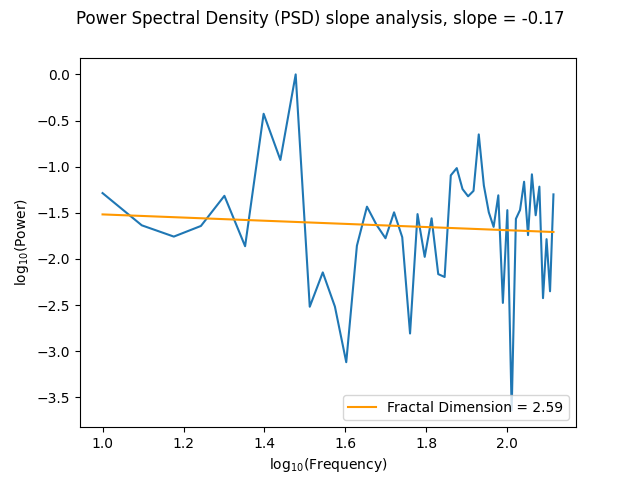 Power Spectral Density (PSD) slope analysis, slope = -0.17
0.0
−0.5
−1.0
−1.5
−2.0
−2.5
−3.0
−3.5
log₁₀(Power)
Fractal Dimension = 2.59
1.0 1.2 1.4 1.6 1.8 2.0
log₁₀(Frequency)